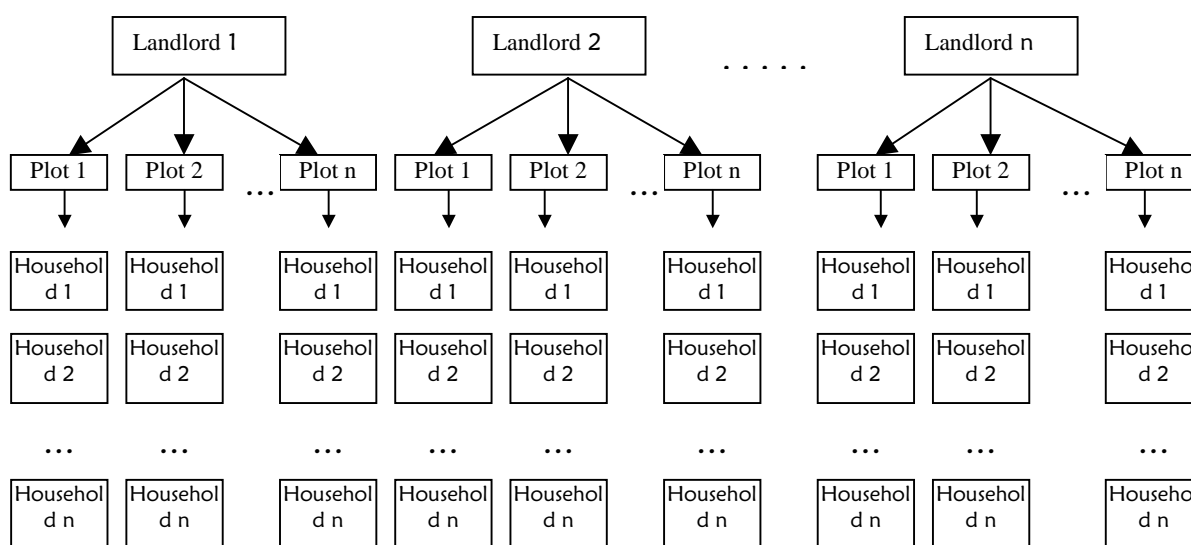 Landlord 1 Landlord 2 . . . . . Landlord n
Plot 1 Plot 2 ... Plot n Plot 1 Plot 2 ... Plot n Plot 1 Plot 2 ... Plot n
Househol Househol Househol Househol Househol Househol Househol Househol Househol
d 1 d 1 d 1 d 1 d 1 d 1 d 1 d 1 d 1
Househol Househol Househol Househol Househol Househol Househol Househol Househol
d 2 d 2 d 2 d 2 d 2 d 2 d 2 d 2 d 2
... ... ... ... ... ... ... ... ...
Househol Househol Househol Househol Househol Househol Househol Househol Househol
d n d n d n d n d n d n d n d n d n